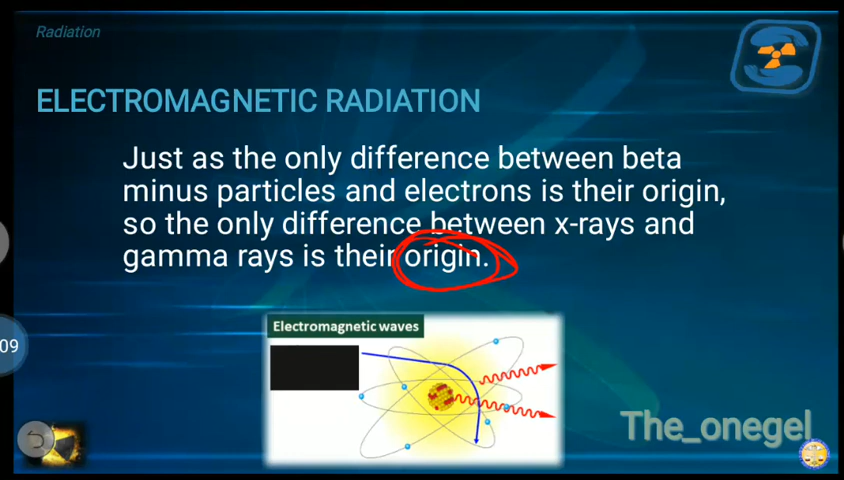 Radiation
ELECTROMAGNETIC RADIATION
Just as the only difference between beta
minus particles and electrons is their origin,
so the only difference between x-rays and
gamma rays is their origin.
Electromagnetic waves
09
The_onegel